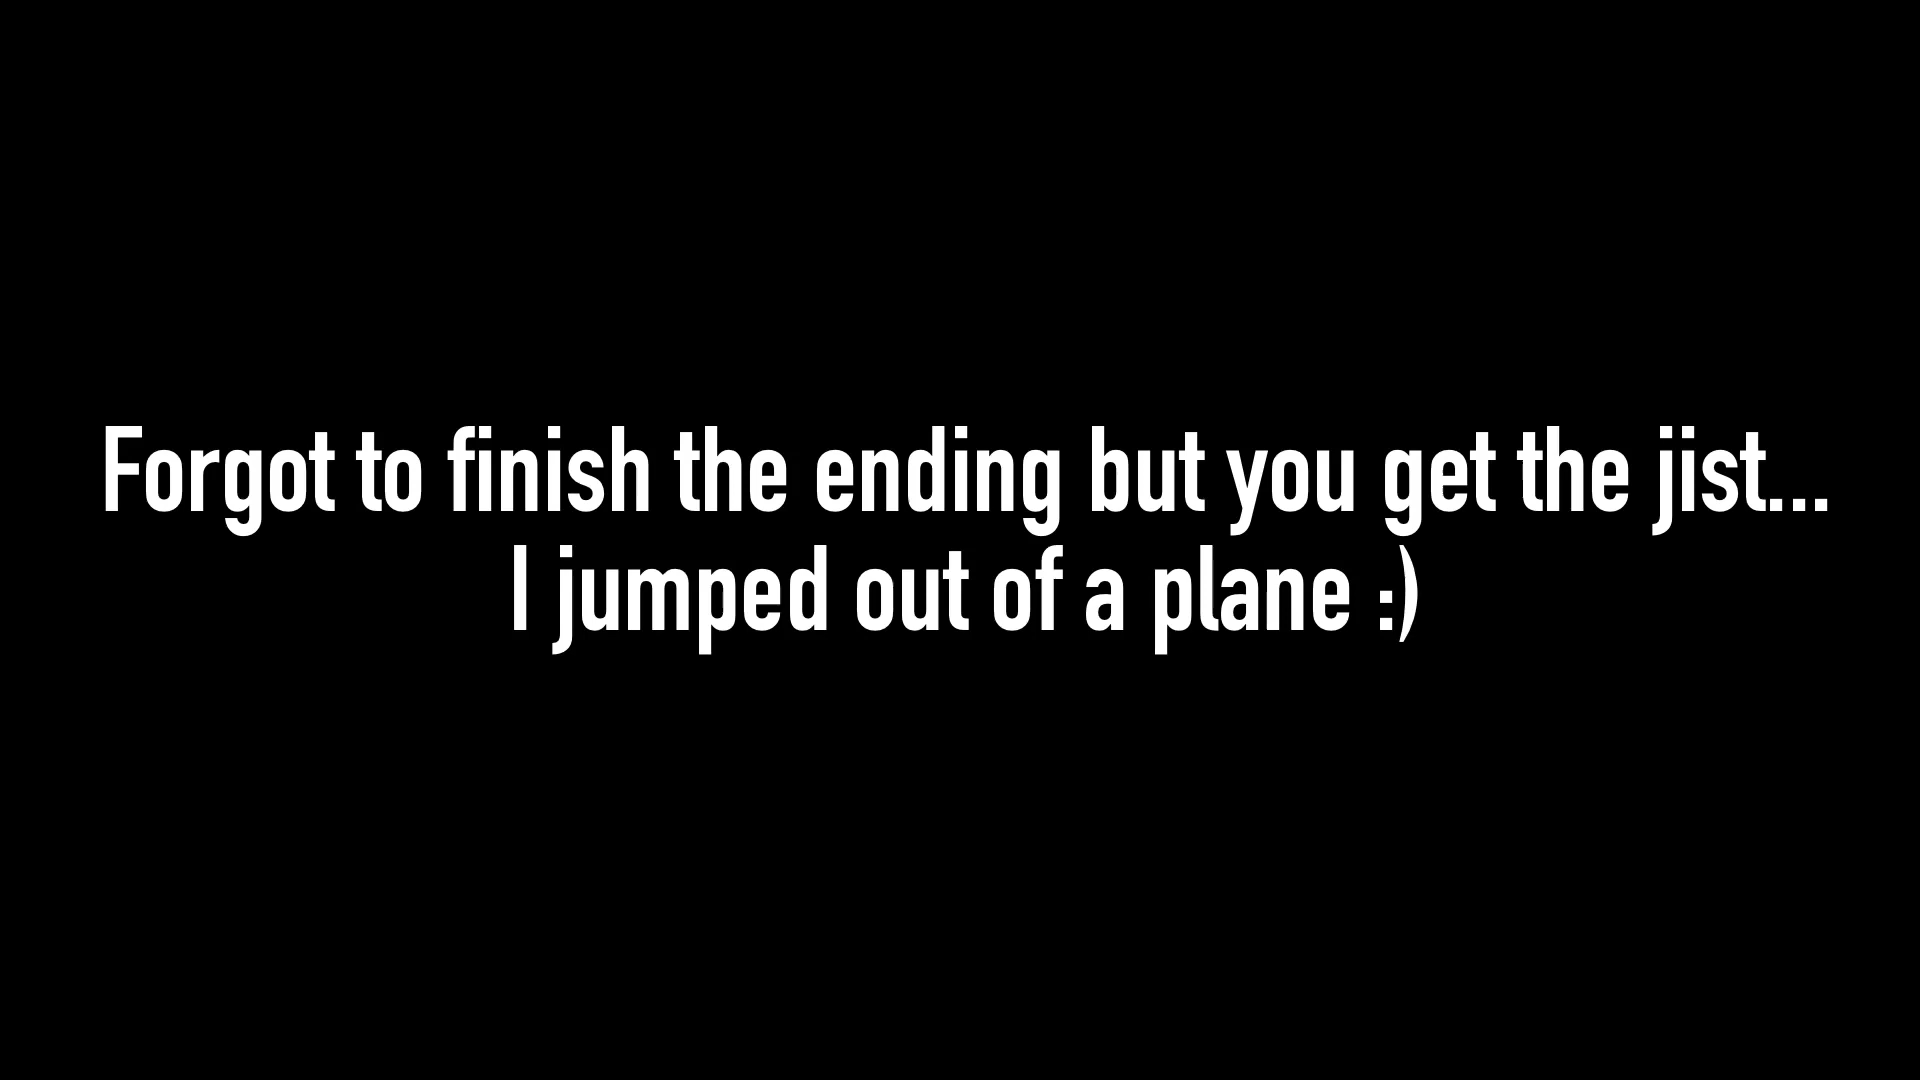 Forgot to finish the ending but you get the jist...
I jumped out of a plane :)